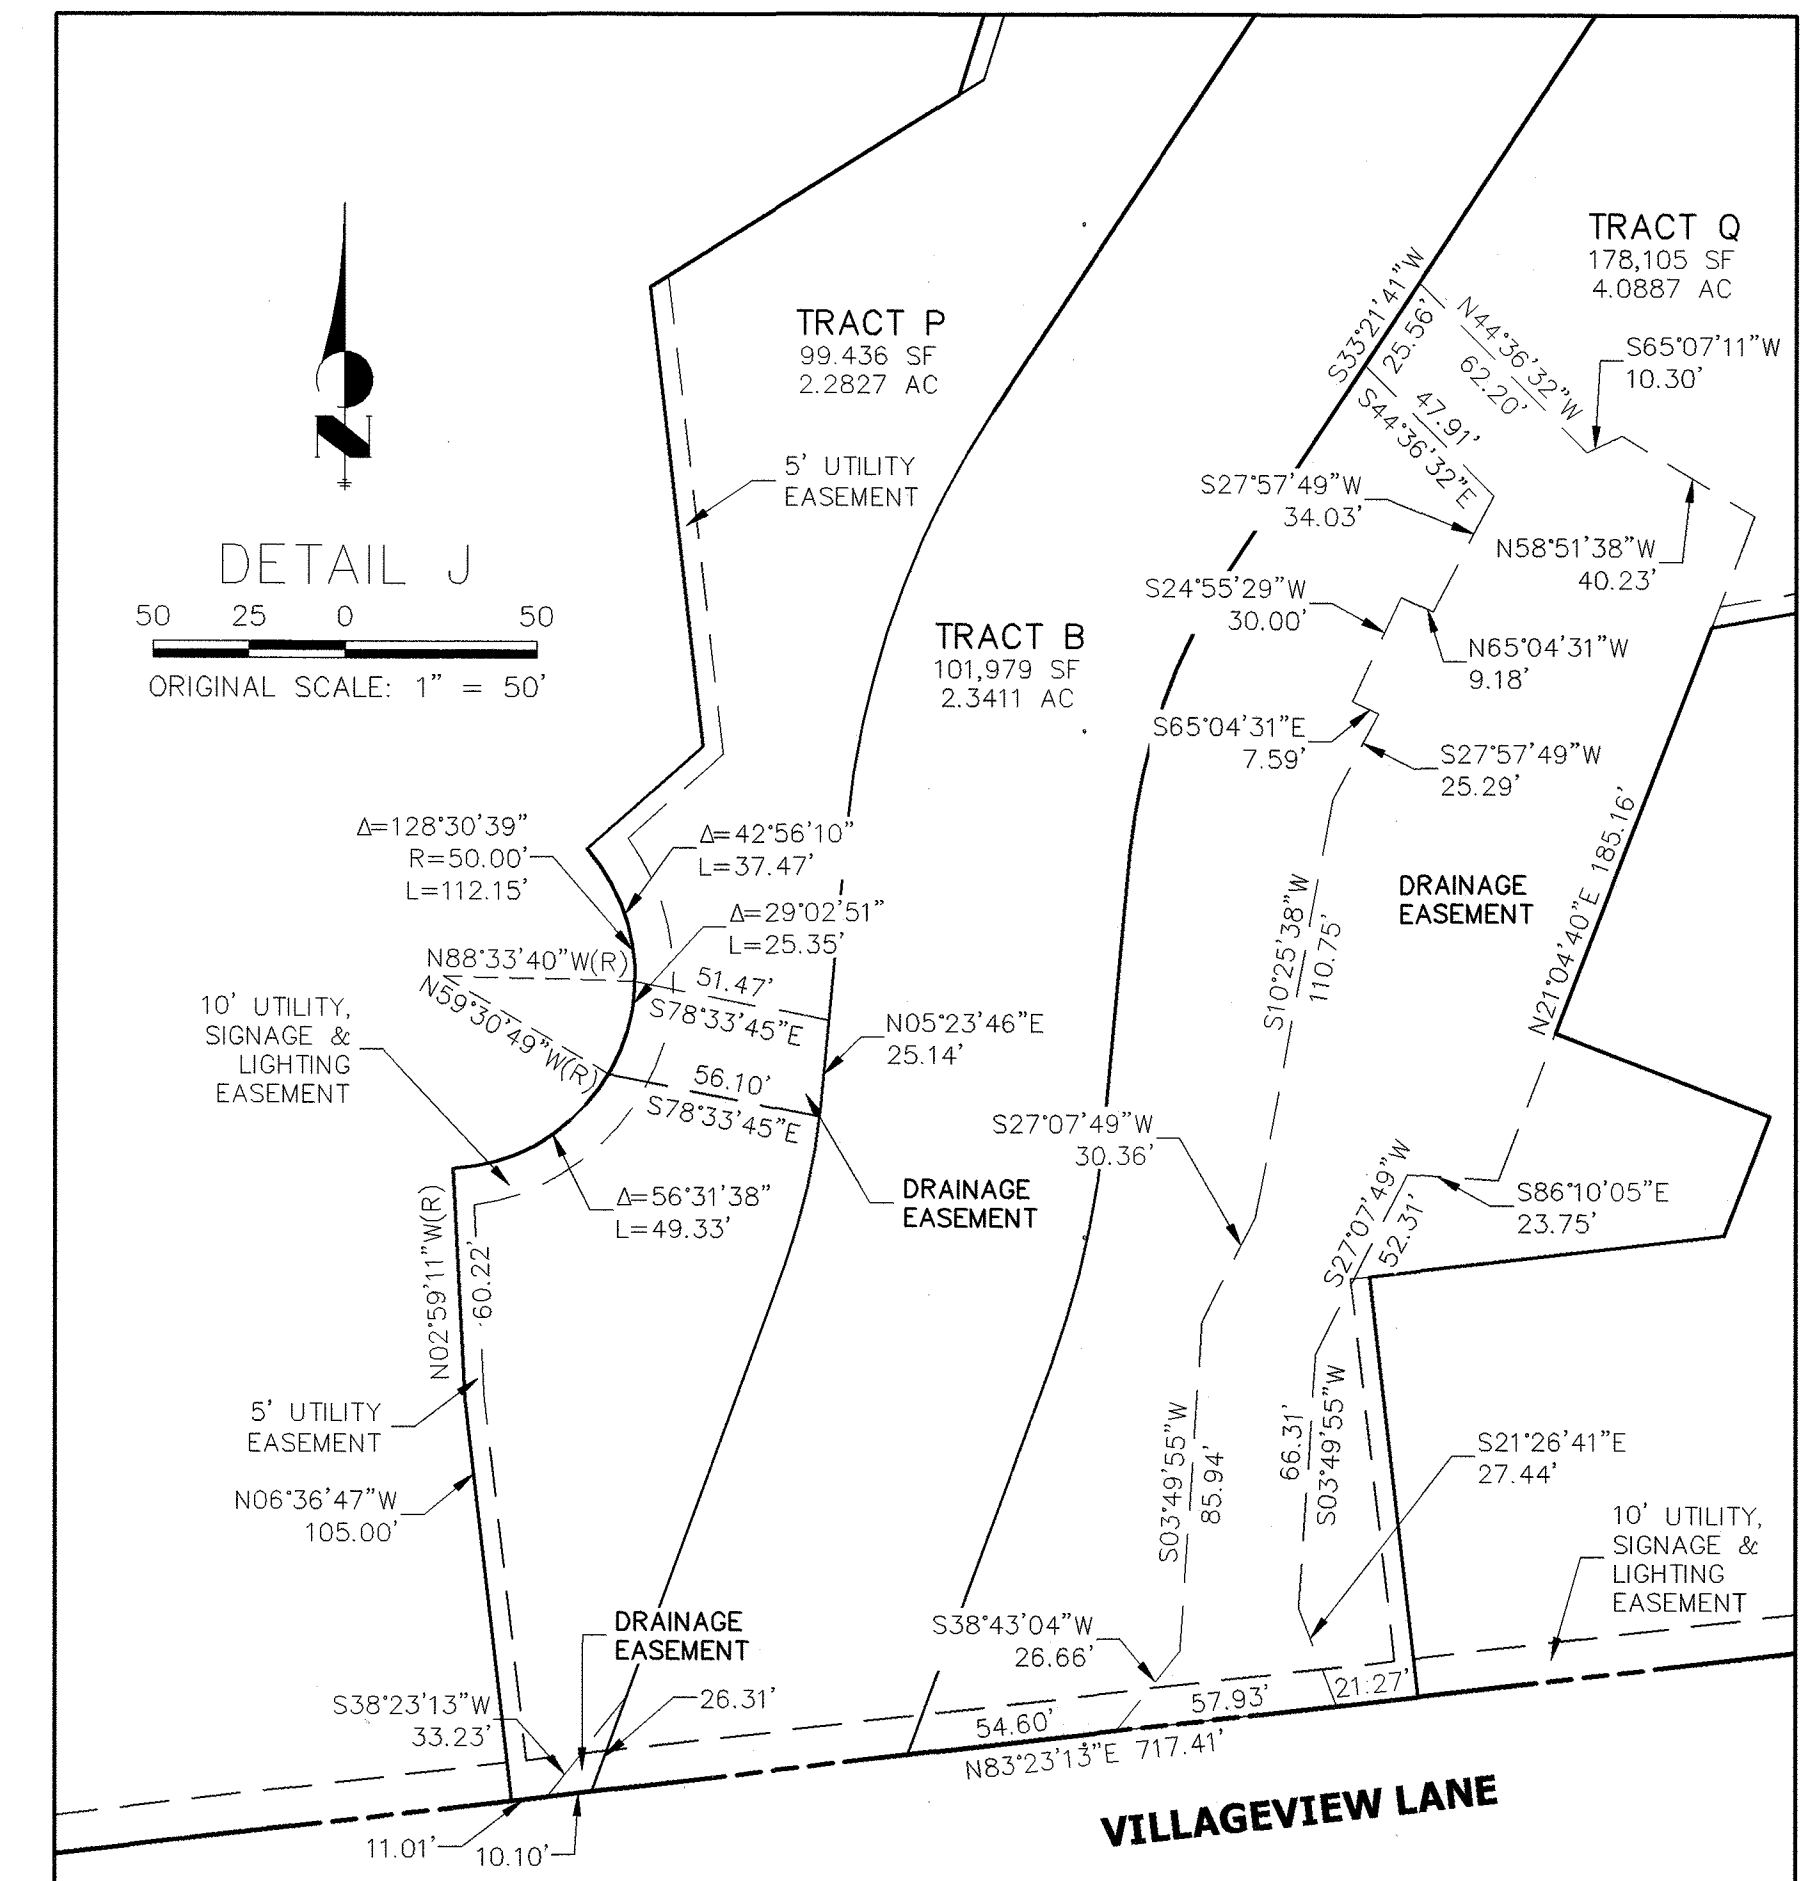 TRACT Q
178,105 SF
4.0887 AC
S65°07'11"W
10.30'
S33°21'41"W
25.56'
N44°36'32"W
62.20'
47.91'
S44°36'32"E
TRACT P
99.436 SF
2.2827 AC
5' UTILITY
EASEMENT
N
DETAIL J
50 25 0 50
ORIGINAL SCALE: 1" = 50'
S27°57'49"W
34.03'
N58°51'38"W
40.23'
S24°55'29"W
30.00'
N65°04'31"W
9.18'
TRACT B
101,979 SF
2.3411 AC
S65°04'31"E
7.59'
S27°57'49"W
25.29'
Δ=128°30'39"
R=50.00'
L=112.15'
Δ=42°56'10"
L=37.47'
Δ=29°02'51"
L=25.35'
N88°33'40"W(R)
N59°30'49"W(R)
51.47'
S78°33'45"E
56.10'
S78°33'45"E
N05°23'46"E
25.14'
10' UTILITY,
SIGNAGE &
LIGHTING
EASEMENT
DRAINAGE
EASEMENT
S10°25'38"W
110.75'
N21°04'40"E 185.16'
S27°07'49"W
30.36'
DRAINAGE
EASEMENT
Δ=56°31'38"
L=49.33'
S27°07'49"W
52.31'
S86°10'05"E
23.75'
N02°59'11"W(R)
60.22'
5' UTILITY
EASEMENT
N06°36'47"W
105.00'
S03°49'55"W
85.94'
66.31'
S03°49'55"W
S21°26'41"E
27.44'
10' UTILITY,
SIGNAGE &
LIGHTING
EASEMENT
DRAINAGE
EASEMENT
S38°43'04"W
26.66'
S38°23'13"W
33.23'
26.31'
54.60'
57.93'
21.27'
N83°23'13"E 717.41'
11.01'
10.10'
VILLAGEVIEW LANE